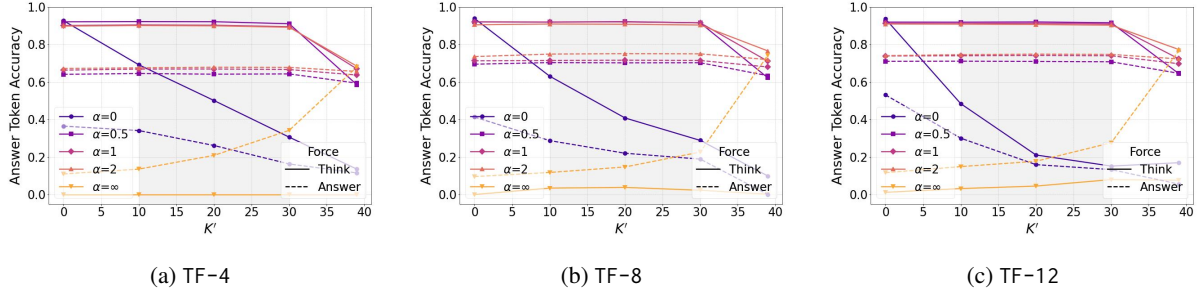 Answer Token Accuracy
1.0
0.8
0.6
0.4
0.2
0.0
α=0
α=0.5
α=1
α=2
α=∞
Force
Think
Answer
0 5 10 15 20 25 30 35 40
K′
(a) TF-4
Answer Token Accuracy
1.0
0.8
0.6
0.4
0.2
0.0
α=0
α=0.5
α=1
α=2
α=∞
Force
Think
Answer
0 5 10 15 20 25 30 35 40
K′
(b) TF-8
Answer Token Accuracy
1.0
0.8
0.6
0.4
0.2
0.0
α=0
α=0.5
α=1
α=2
α=∞
Force
Think
Answer
0 5 10 15 20 25 30 35 40
K′
(c) TF-12